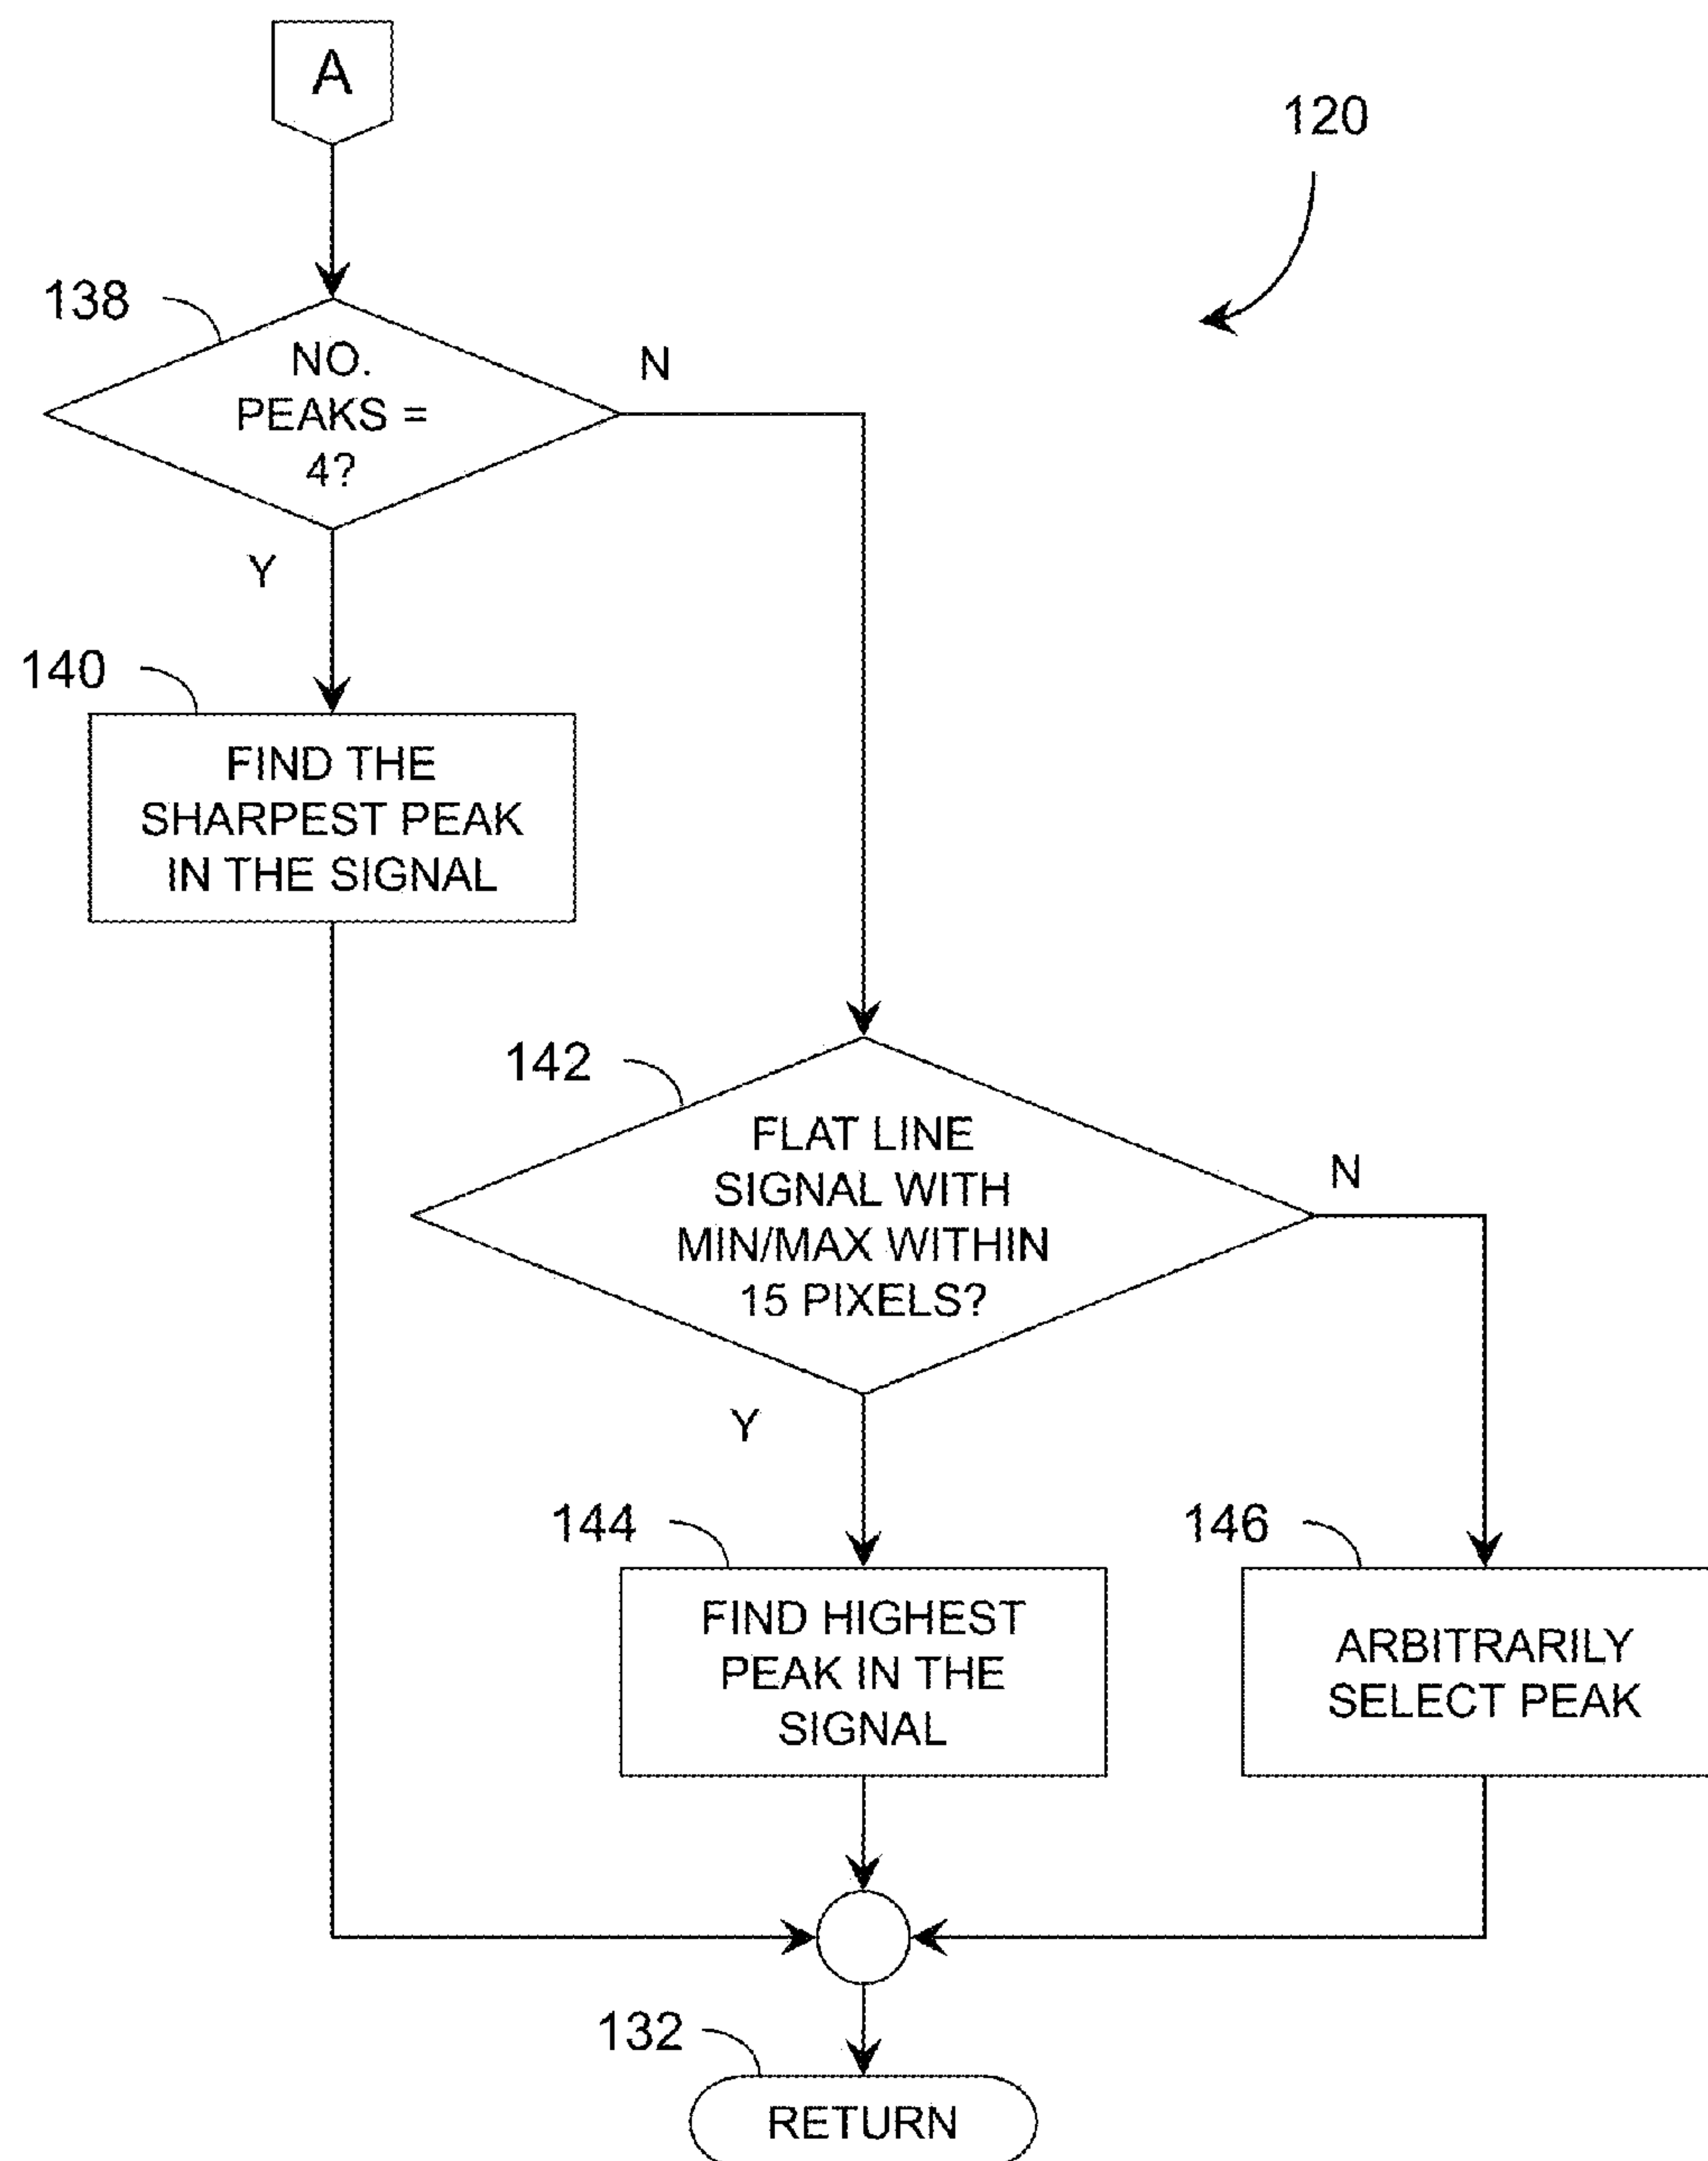 A
120
138
NO.
PEAKS =
4?
N
Y
140
FIND THE
SHARPEST PEAK
IN THE SIGNAL
142
FLAT LINE
SIGNAL WITH
MIN/MAX WITHIN
15 PIXELS?
N
Y
144
FIND HIGHEST
PEAK IN THE
SIGNAL
146
ARBITRARILY
SELECT PEAK
132
RETURN